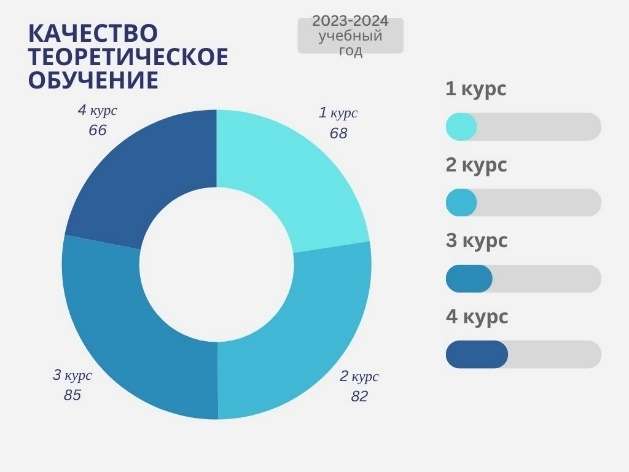 КАЧЕСТВО
ТЕОРЕТИЧЕСКОЕ
ОБУЧЕНИЕ
2023-2024
учебный
год
4 курс
66
1 курс
68
3 курс
85
2 курс
82
1 курс
2 курс
3 курс
4 курс